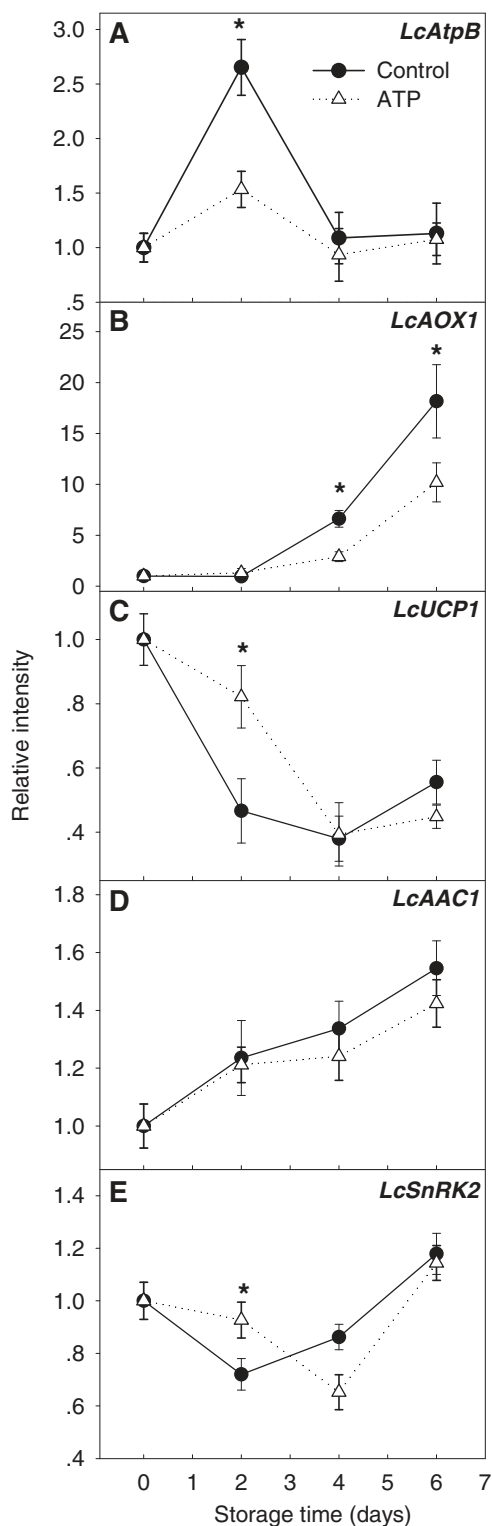 A
LcAtpB
*
Control
ATP
3.0
2.5
2.0
1.5
1.0
.5
B
LcAOX1
*
*
25
20
15
10
5
0
C
LcUCP1
*
1.0
.8
.6
.4
D
LcAAC1
1.8
1.6
1.4
1.2
1.0
E
LcSnRK2
*
1.4
1.2
1.0
.8
.6
.4
Relative intensity
0 1 2 3 4 5 6 7
Storage time (days)